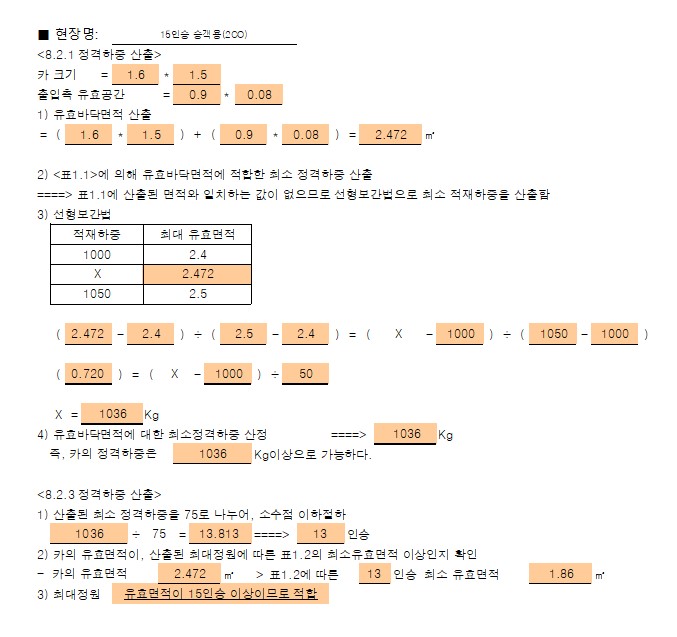 ■ 현장명: 15인승 승객용(2CO)
<8.2.1 정격하중 산출>
카 크기 = 1.6 * 1.5
출입측 유효공간 = 0.9 * 0.08
1) 유효바닥면적 산출
= ( 1.6 * 1.5 ) + ( 0.9 * 0.08 ) = 2.472 ㎡
2) <표1.1>에 의해 유효바닥면적에 적합한 최소 정격하중 산출
====> 표1.1에 산출된 면적와 일치하는 값이 없으므로 선형보간법으로 최소 적재하중을 산출함
3) 선형보간법
적재하중 최대 유효면적
1000 2.4
X 2.472
1050 2.5
( 2.472 - 2.4 ) ÷ ( 2.5 - 2.4 ) = ( X - 1000 ) ÷ ( 1050 - 1000 )
( 0.720 ) = ( X - 1000 ) ÷ 50
X = 1036 Kg
4) 유효바닥면적에 대한 최소정격하중 산정 ====> 1036 Kg
즉, 카의 정격하중은 1036 Kg이상으로 가능하다.
<8.2.3 정격하중 산출>
1) 산출된 최소 정격하중을 75로 나누어, 소수점 이하절하
1036 ÷ 75 = 13.813 ====> 13 인승
2) 카의 유효면적이, 산출된 최대정원에 따른 표1.2의 최소유효면적 이상인지 확인
- 카의 유효면적 2.472 ㎡ > 표1.2에 따른 13 인승 최소 유효면적 1.86 ㎡
3) 최대정원 유효면적이 15인승 이상이므로 적합